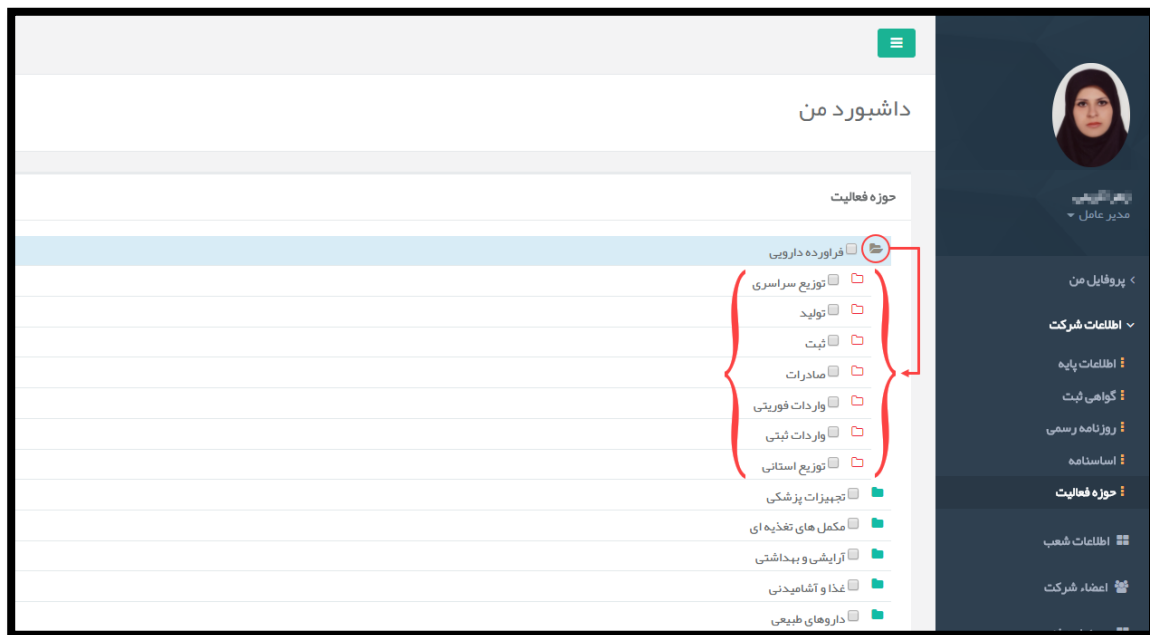 داشبورد من
حوزه فعالیت
فراورده دارویی
توزیع سراسری
تولید
ثبت
صادرات
واردات فوریتی
واردات ثبتی
توزیع استانی
تجهیزات پزشکی
مکمل های تغذیه ای
آرایشی و بهداشتی
غذا و آشامیدنی
داروهای طبیعی
مدیر عامل
پروفایل من
اطلاعات شرکت
اطلاعات پایه
گواهی ثبت
روزنامه رسمی
اساسنامه
حوزه فعالیت
اطلاعات شعب
اعضاء شرکت